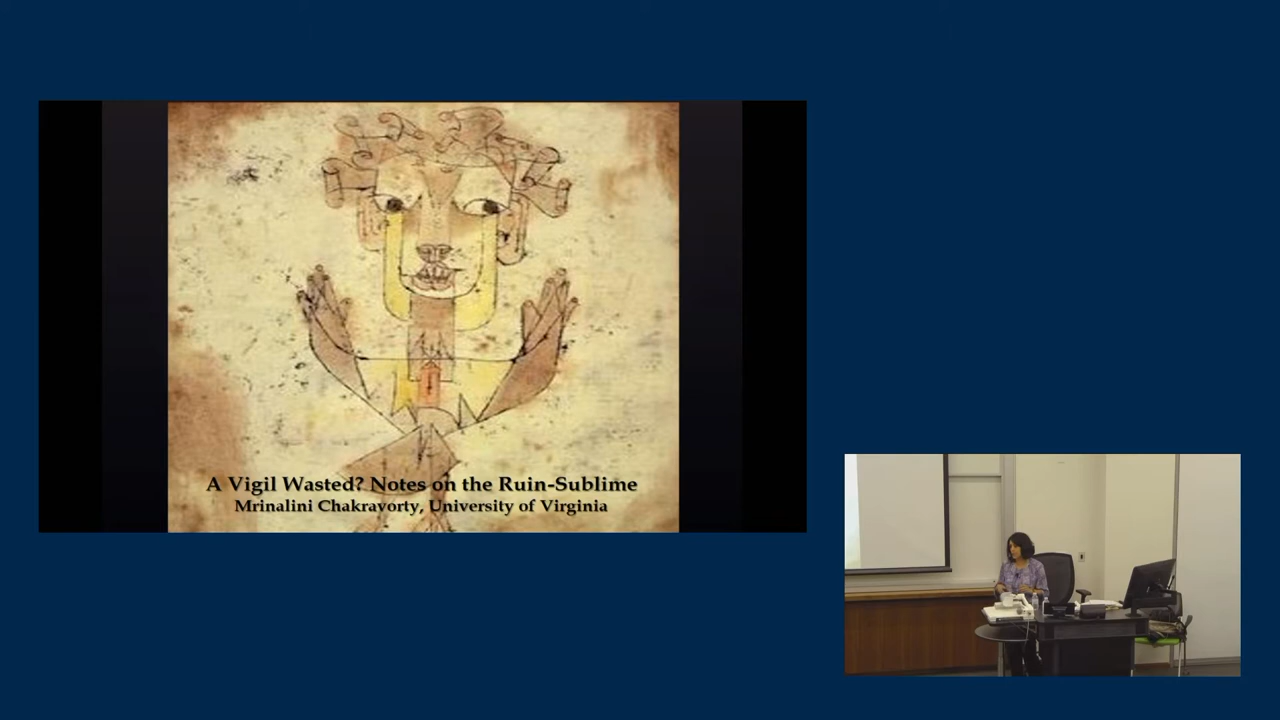 A Vigil Wasted? Notes on the Ruin-Sublime
Mrinalini Chakravorty, University of Virginia